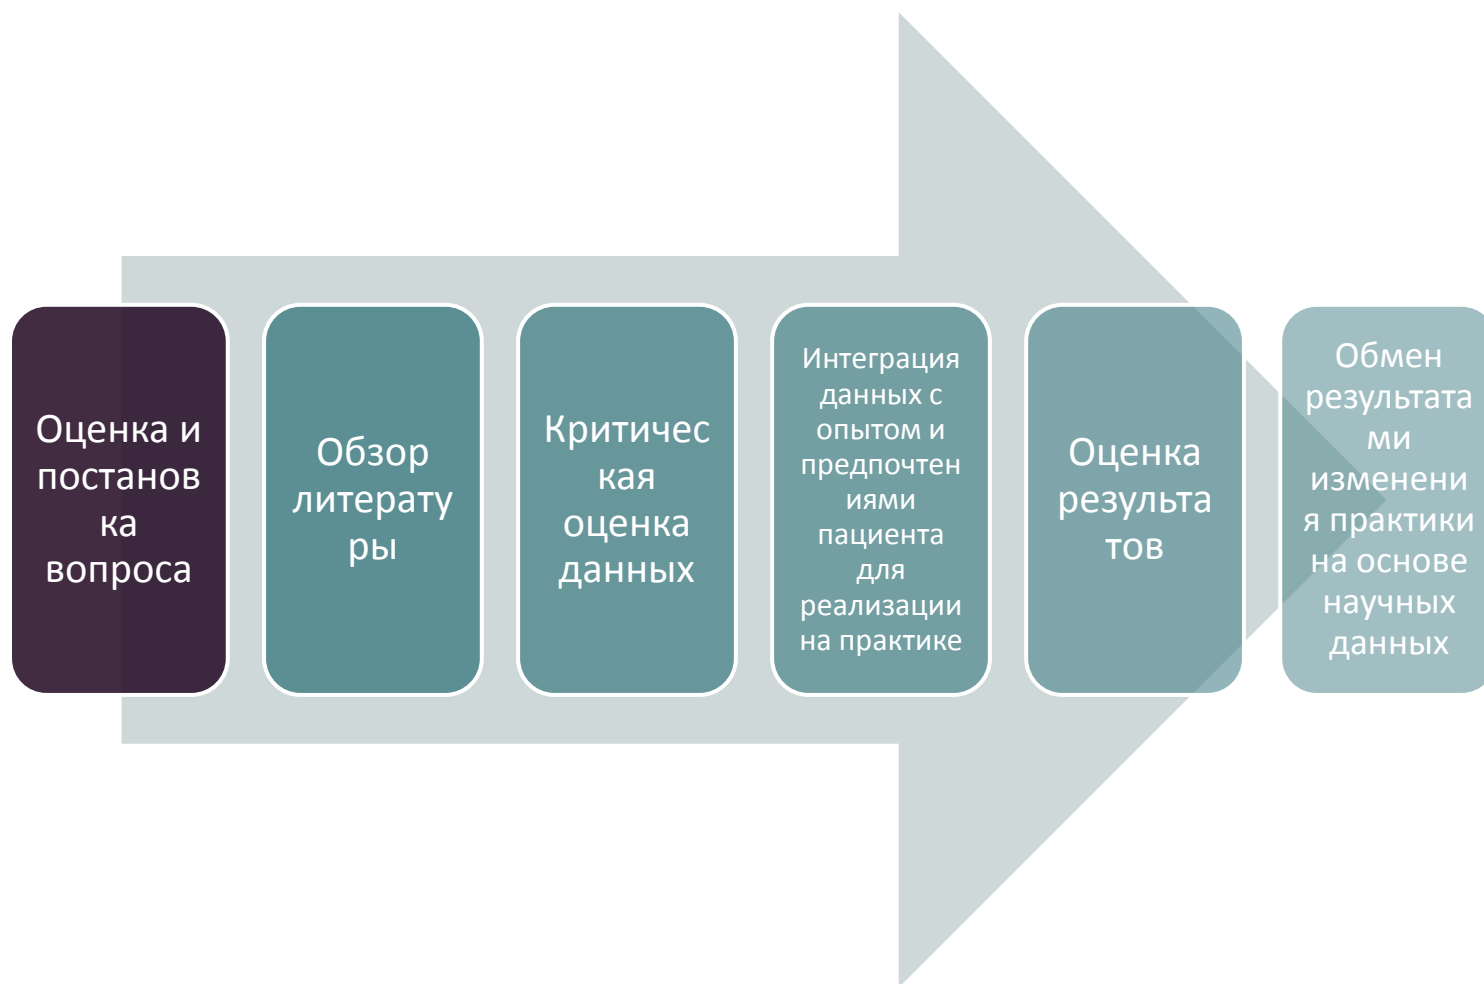 Оценка и
постанов
ка
вопроса
Обзор
литерату
ры
Критичес
кая
оценка
данных
Интеграция
данных с
опытом и
предпочтен
иями
пациента
для
реализации
на практике
Оценка
результа
тов
Обмен
результата
ми
изменени
я практики
на основе
научных
данных